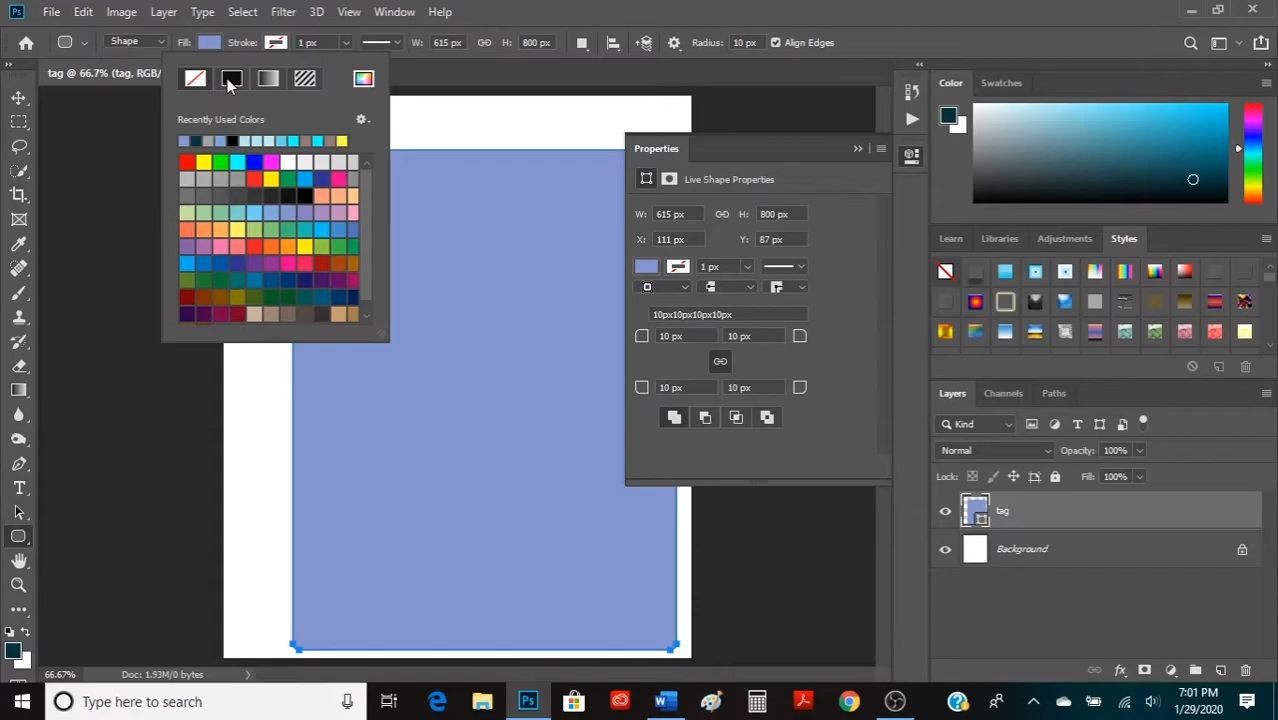 Ps File Edit Image Layer Type Select Filter 3D View Window Help
Shape Fill: Stroke: 1 px W: 615 px H: 800 px Radius: 10 px Align Edges
tag @ 66.7% (tag, RGB/
Recently Used Colors
Properties
Live Shape Properties
W: 615 px H: 800 px
X: 111 px Y: 87 px
1 px
10px10px10px10px
10 px 10 px
10 px 10 px
Color Swatches
Learn Libraries Adjustments Styles
Layers Channels Paths
Kind
Normal Opacity: 100%
Lock: Fill: 100%
tag
Background
66.67% Doc: 1.93M/0 bytes
Type here to search
7:01 PM
1/29/2020